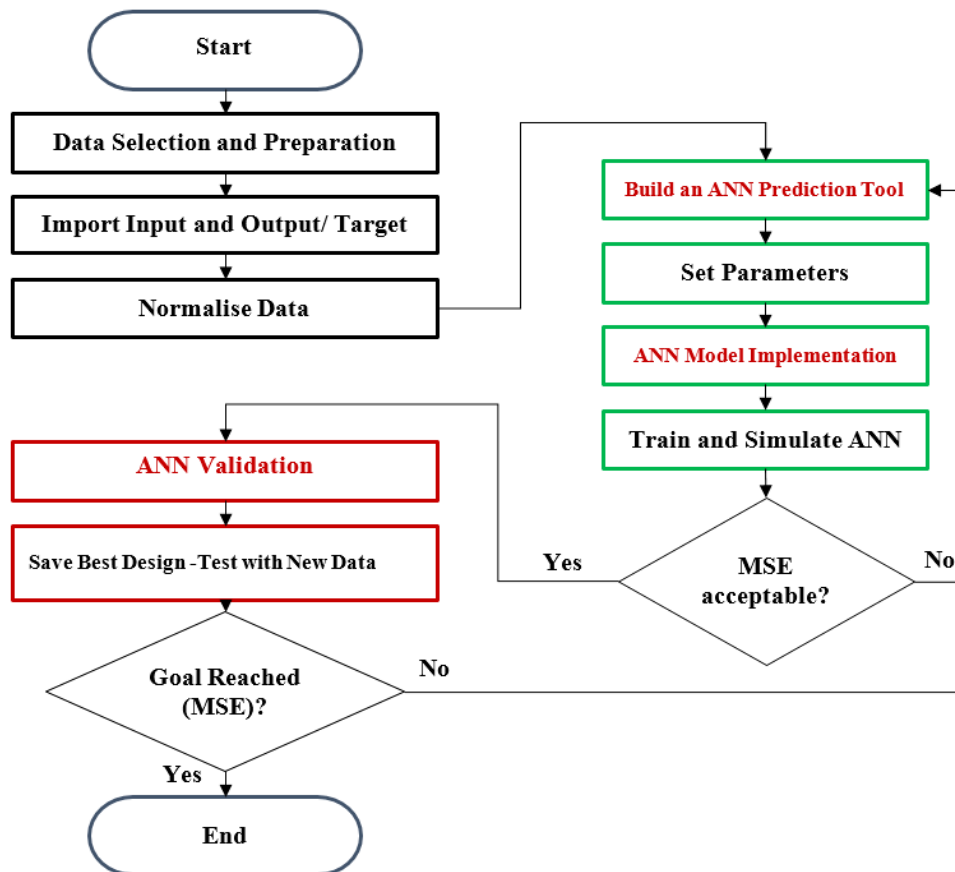 Start
Data Selection and Preparation
Import Input and Output/ Target
Normalise Data
Build an ANN Prediction Tool
Set Parameters
ANN Model Implementation
Train and Simulate ANN
MSE
acceptable?
Yes
No
ANN Validation
Save Best Design -Test with New Data
Goal Reached
(MSE)?
No
Yes
End